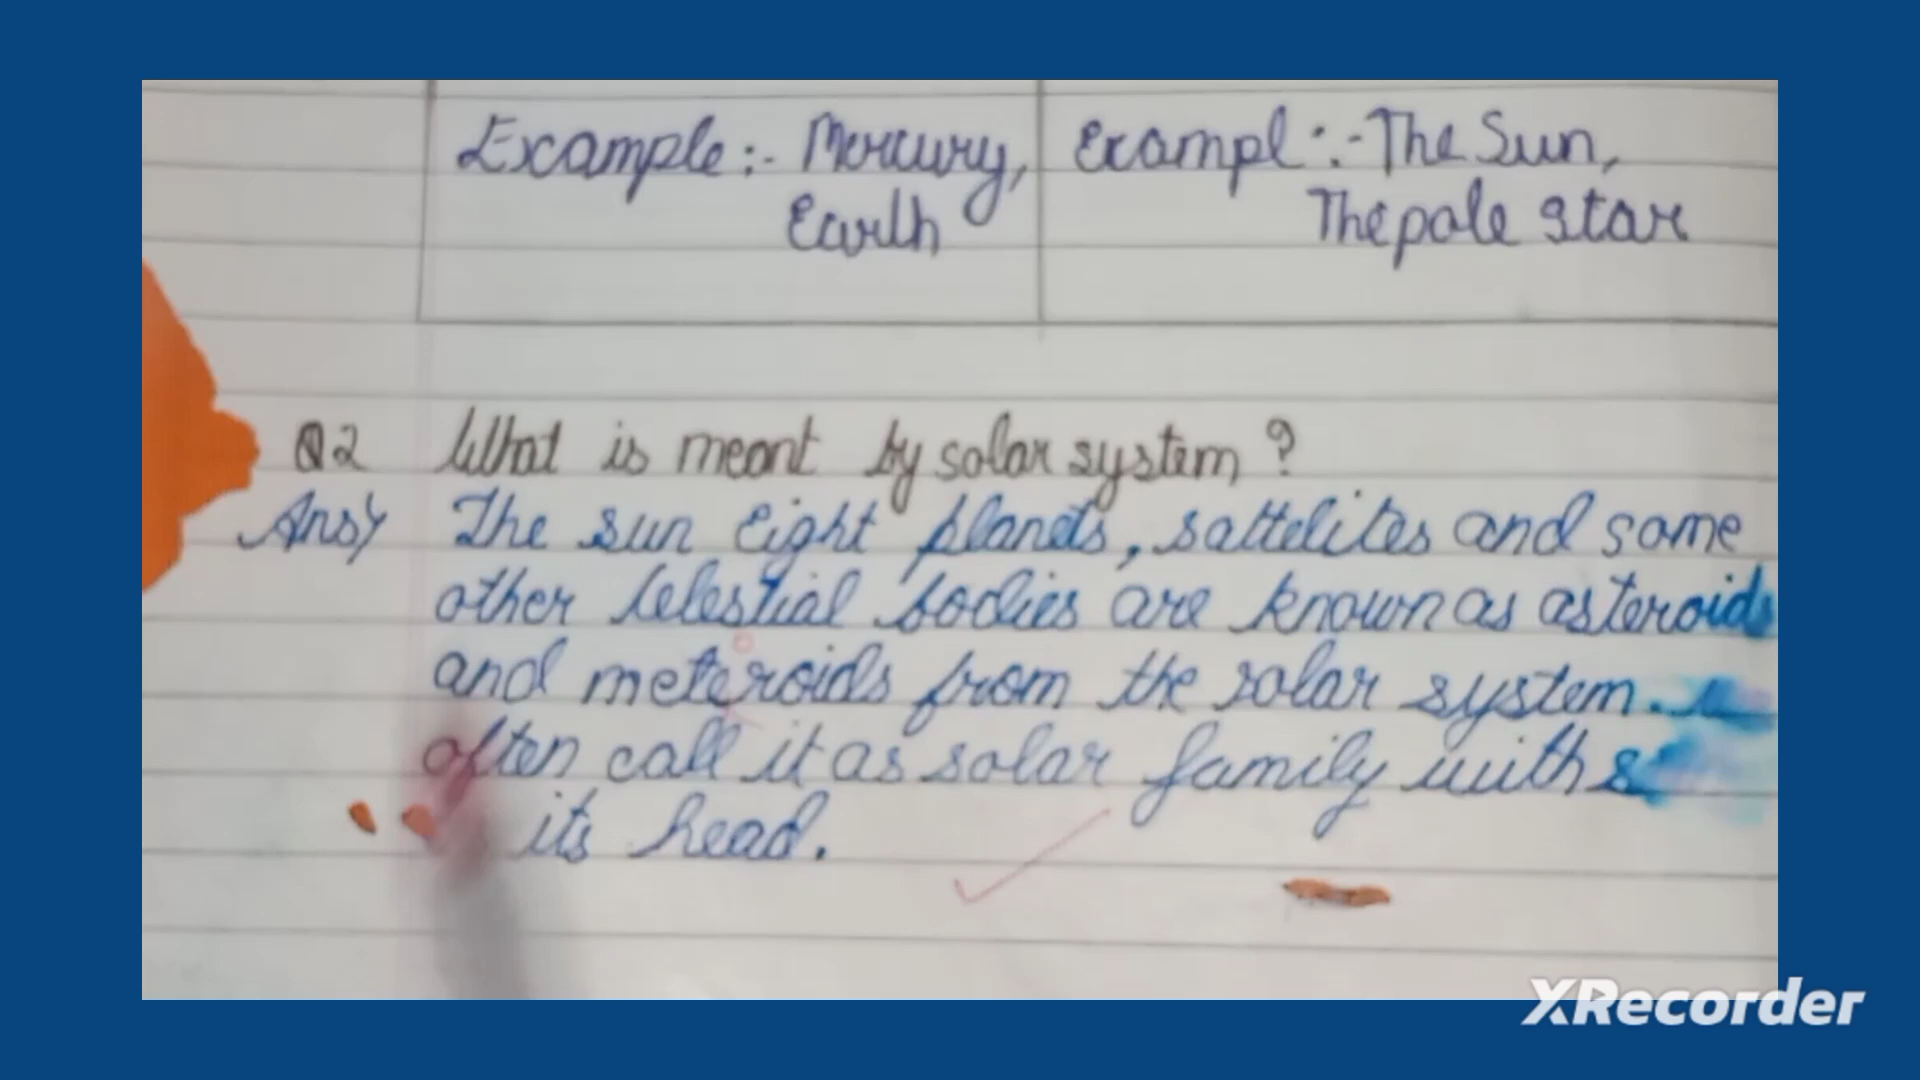 Example:- Mercury,
Earth
Exampl :- The Sun,
The pole star
Q2 What is meant by solar system ?
Ans The sun eight planets, sattelites and some
other celestial bodies are known as asteroids
and meteroids from the solar system.
often call it as solar family with
its head.
XRecorder